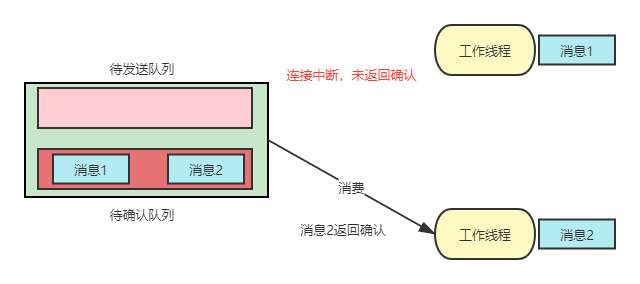 待发送队列
消息1
消息2
待确认队列
连接中断，未返回确认
工作线程
消息1
消费
消息2返回确认
工作线程
消息2